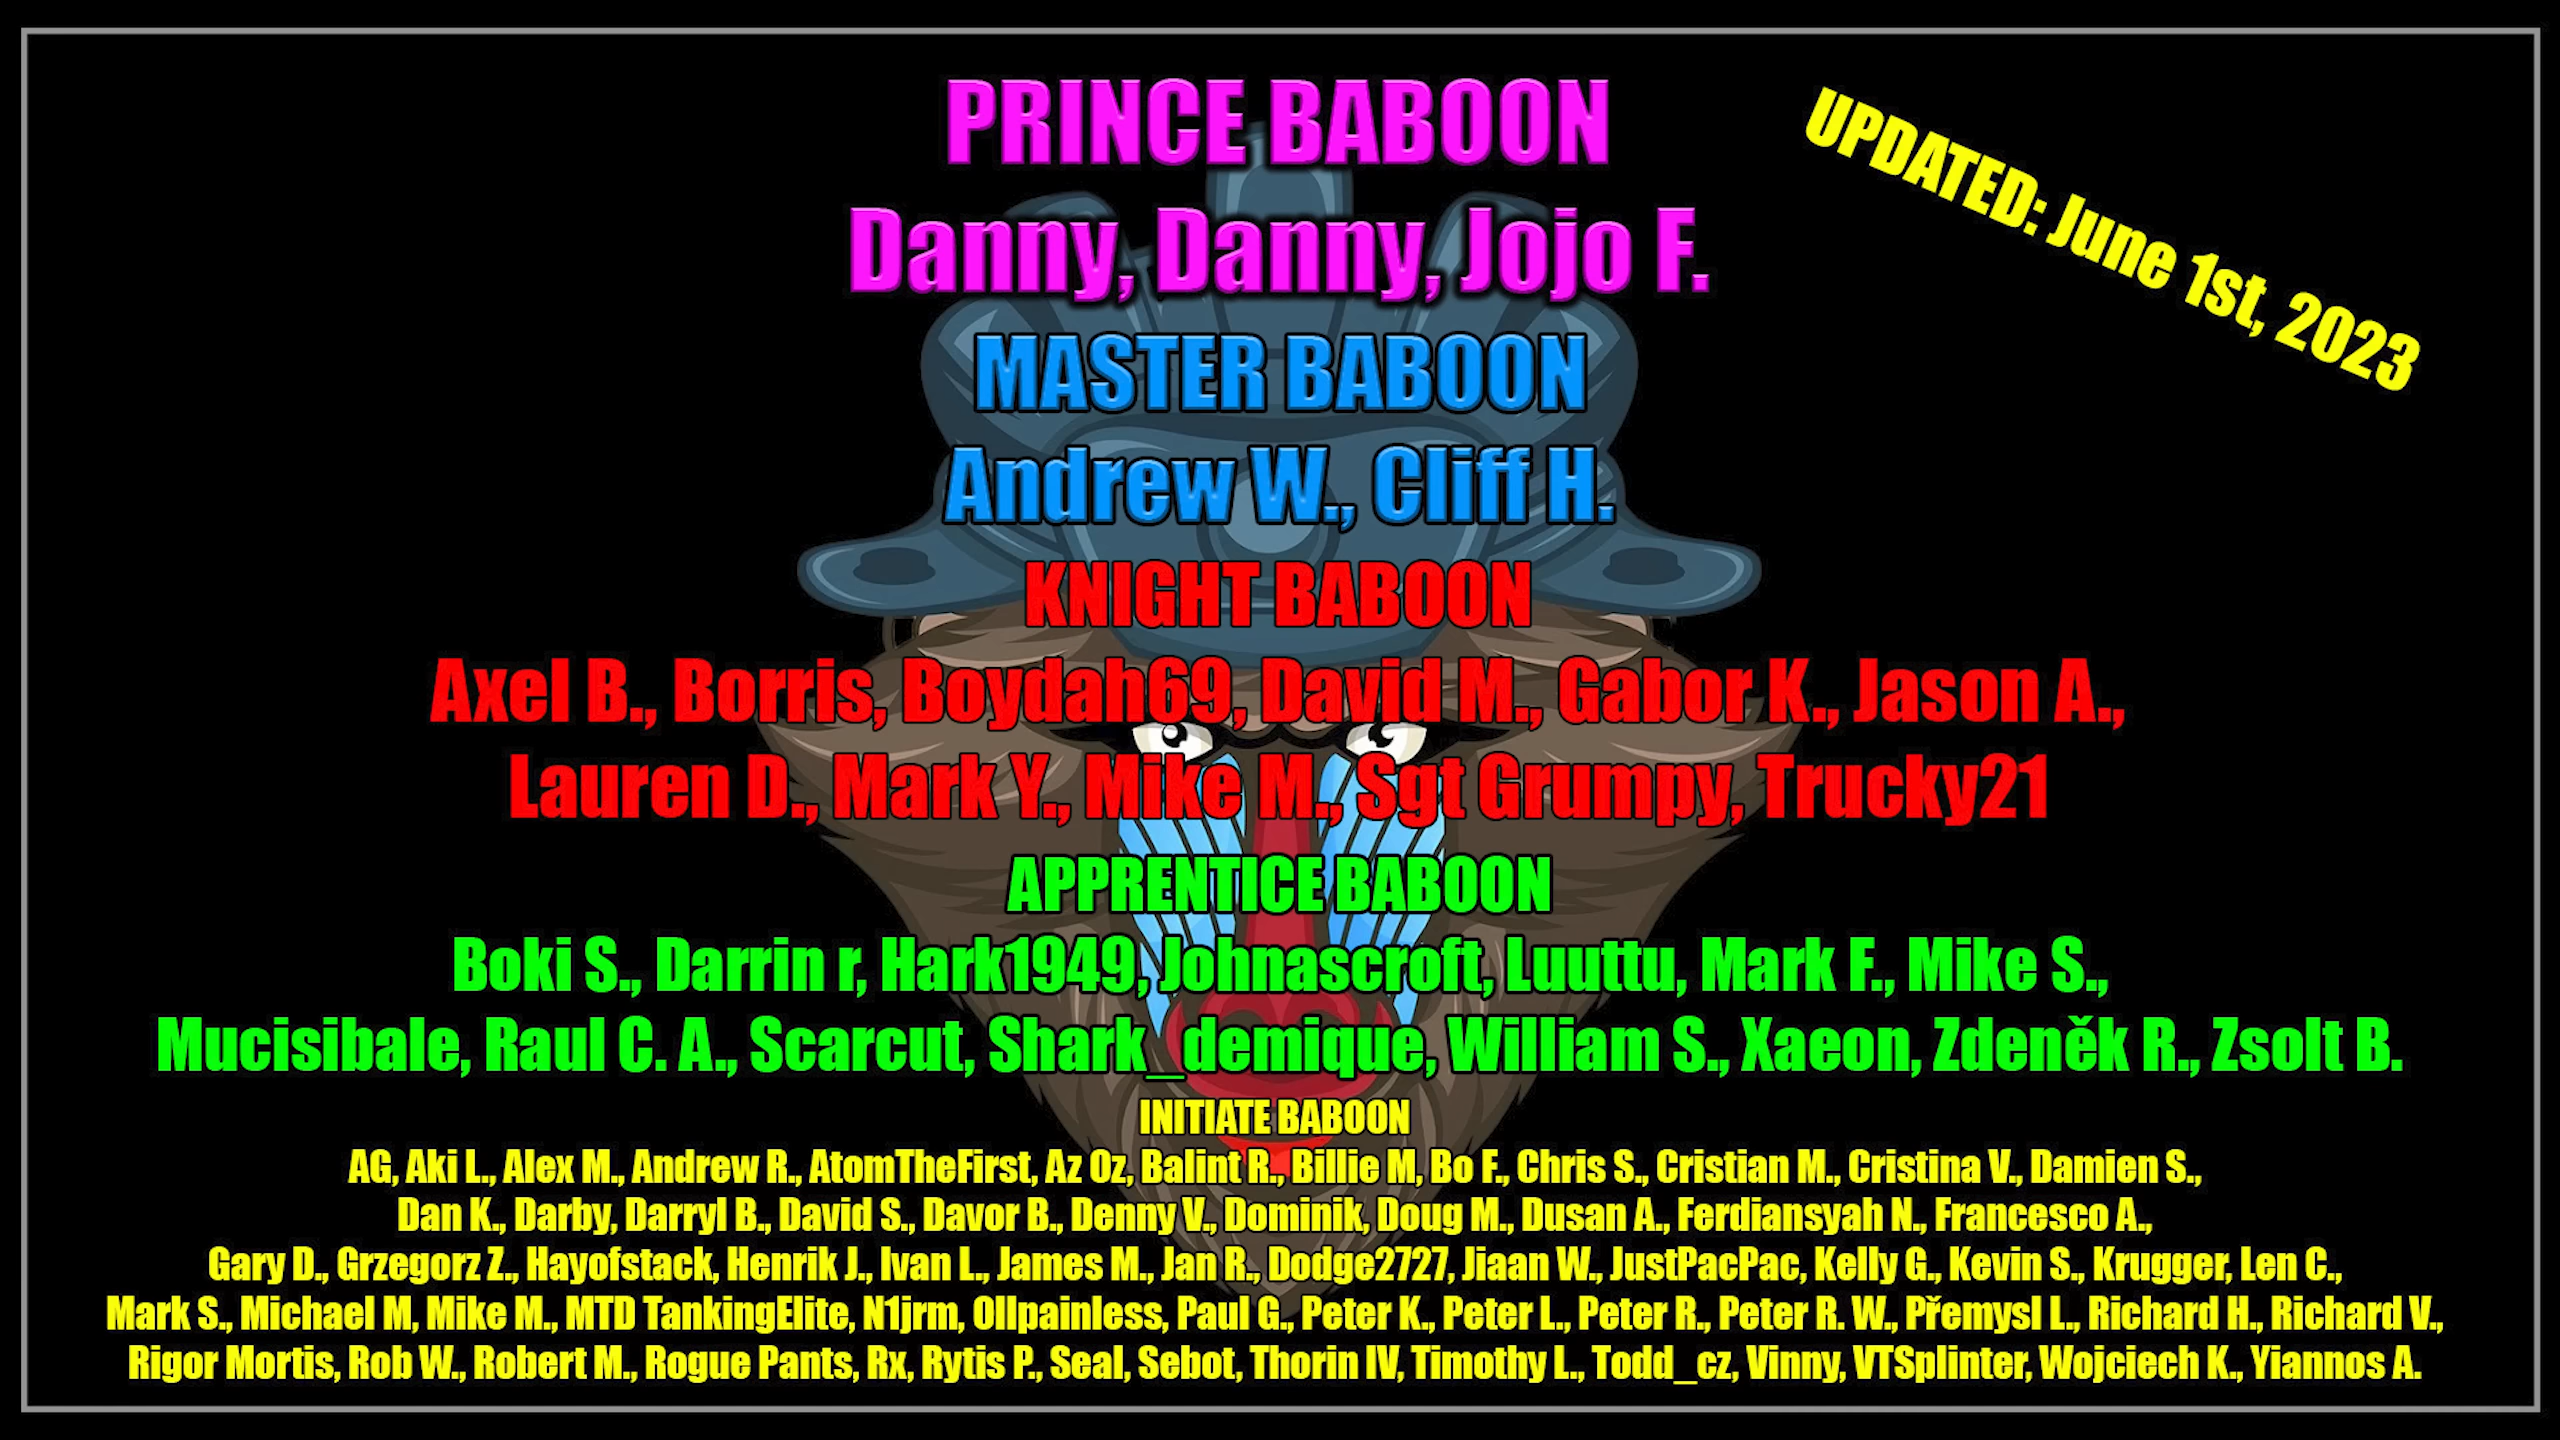 PRINCE BABOON
Danny, Danny, Jojo F.
UPDATED: June 1st, 2023
MASTER BABOON
Andrew W., Cliff H.
KNIGHT BABOON
Axel B., Borris, Boydah69, David M., Gabor K., Jason A.,
Lauren D., Mark Y., Mike M., Sgt Grumpy, Trucky21
APPRENTICE BABOON
Boki S., Darrin r, Hark1949, Johnascroft, Luuttu, Mark F., Mike S.,
Mucisibale, Raul C. A., Scarcut, Shark_demique, William S., Xaeon, Zdeněk R., Zsolt B.
INITIATE BABOON
AG, Aki L., Alex M., Andrew R., AtomTheFirst, Az Oz, Balint R., Billie M, Bo F., Chris S., Cristian M., Cristina V., Damien S.,
Dan K., Darby, Darryl B., David S., Davor B., Denny V., Dominik, Doug M., Dusan A., Ferdiansyah N., Francesco A.,
Gary D., Grzegorz Z., Hayofstack, Henrik J., Ivan L., James M., Jan R., Dodge2727, Jiaan W., JustPacPac, Kelly G., Kevin S., Krugger, Len C.,
Mark S., Michael M, Mike M., MTD TankingElite, N1jrm, Ollpainless, Paul G., Peter K., Peter L., Peter R., Peter R. W., Přemysl L., Richard H., Richard V.,
Rigor Mortis, Rob W., Robert M., Rogue Pants, Rx, Rytis P., Seal, Sebot, Thorin IV, Timothy L., Todd_cz, Vinny, VTSplinter, Wojciech K., Yiannos A.